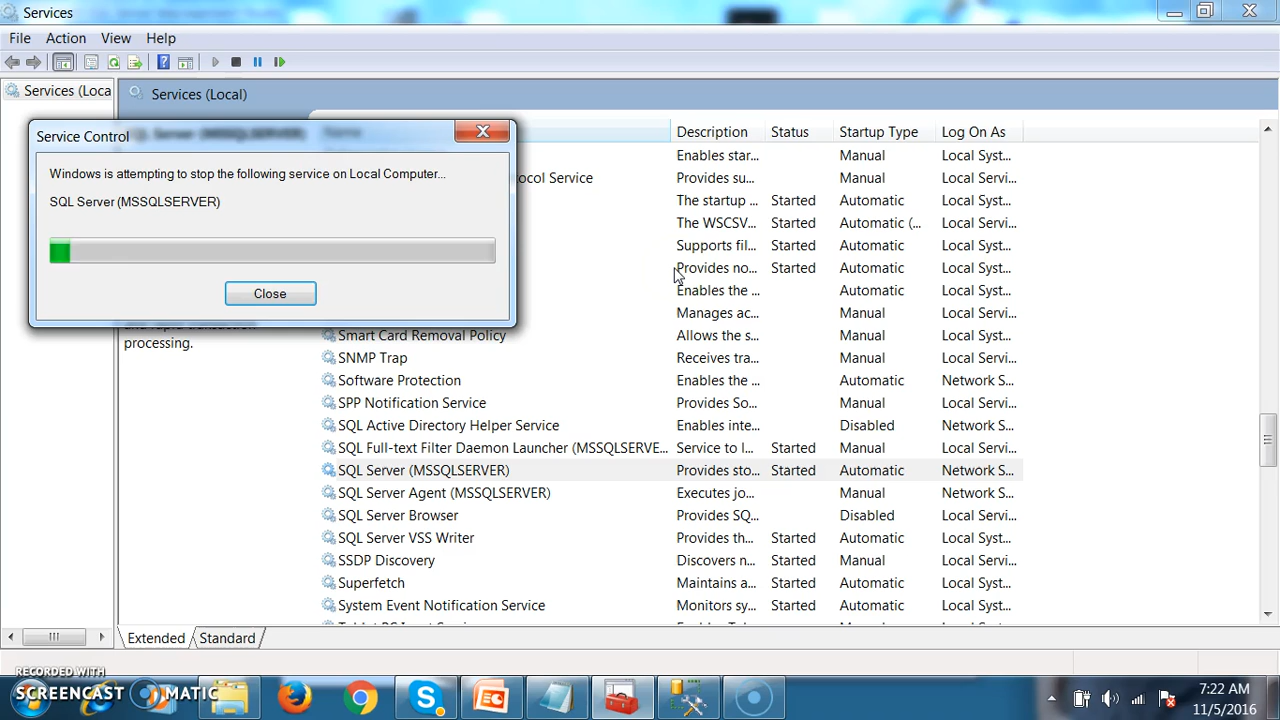 Services
File Action View Help
Services (Loca
Services (Local)
Service Control
Windows is attempting to stop the following service on Local Computer...
SQL Server (MSSQLSERVER)
Close
processing.
Name Description Status Startup Type Log On As
Enables star... Manual Local Syst...
ocol Service Provides su... Manual Local Servi...
The startup ... Started Automatic Local Syst...
The WSCSV... Started Automatic (... Local Syst...
Supports fil... Started Automatic Local Syst...
Provides no... Started Automatic Local Syst...
Enables the ... Automatic Local Syst...
Manages ac... Manual Local Servi...
Smart Card Removal Policy Allows the s... Manual Local Syst...
SNMP Trap Receives tra... Manual Local Servi...
Software Protection Enables the ... Automatic Network S...
SPP Notification Service Provides So... Manual Local Servi...
SQL Active Directory Helper Service Enables inte... Disabled Network S...
SQL Full-text Filter Daemon Launcher (MSSQLSERVE... Service to l... Started Manual Local Servi...
SQL Server (MSSQLSERVER) Provides sto... Started Automatic Network S...
SQL Server Agent (MSSQLSERVER) Executes jo... Manual Network S...
SQL Server Browser Provides SQ... Disabled Local Servi...
SQL Server VSS Writer Provides th... Started Automatic Local Syst...
SSDP Discovery Discovers n... Started Manual Local Servi...
Superfetch Maintains a... Started Automatic Local Syst...
System Event Notification Service Monitors sy... Started Automatic Local Syst...
Extended Standard
RECORDED WITH
SCREENCAST MATIC
7:22 AM
11/5/2016